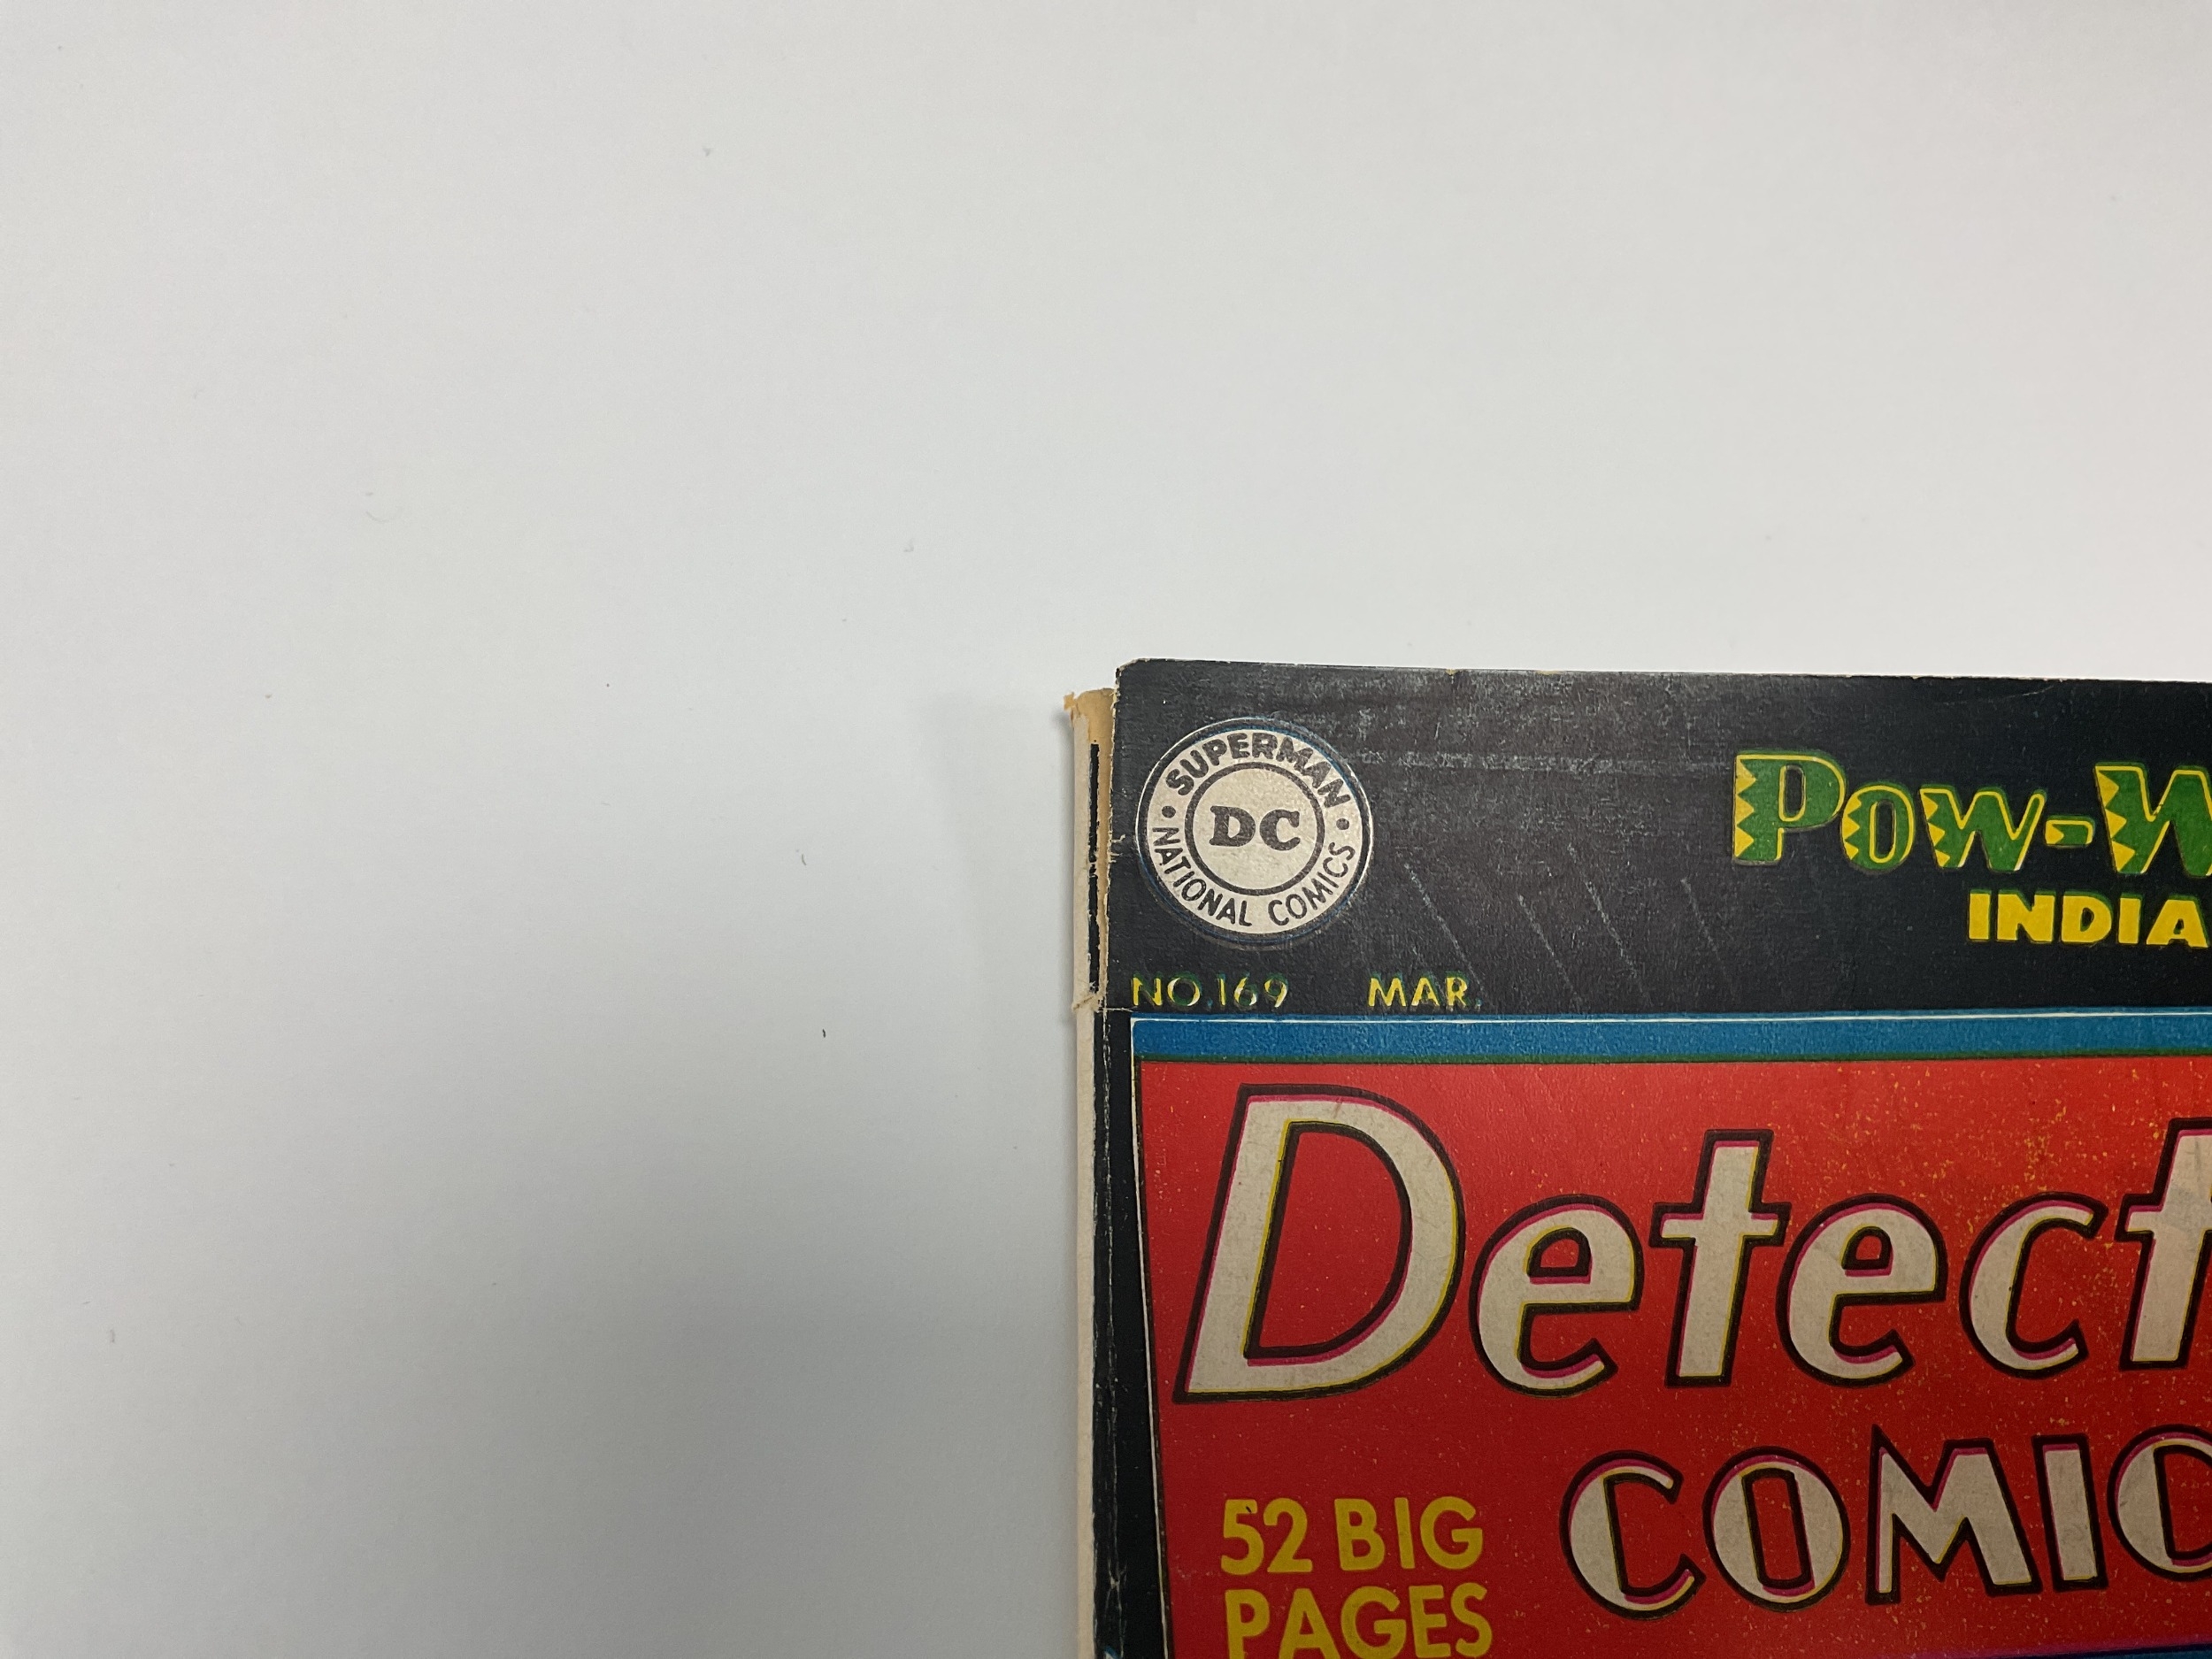 SUPERMAN
DC
NATIONAL COMICS
POW-W
INDIA
NO. 169 MAR.
Detect
COMIC
52 BIG
PAGES